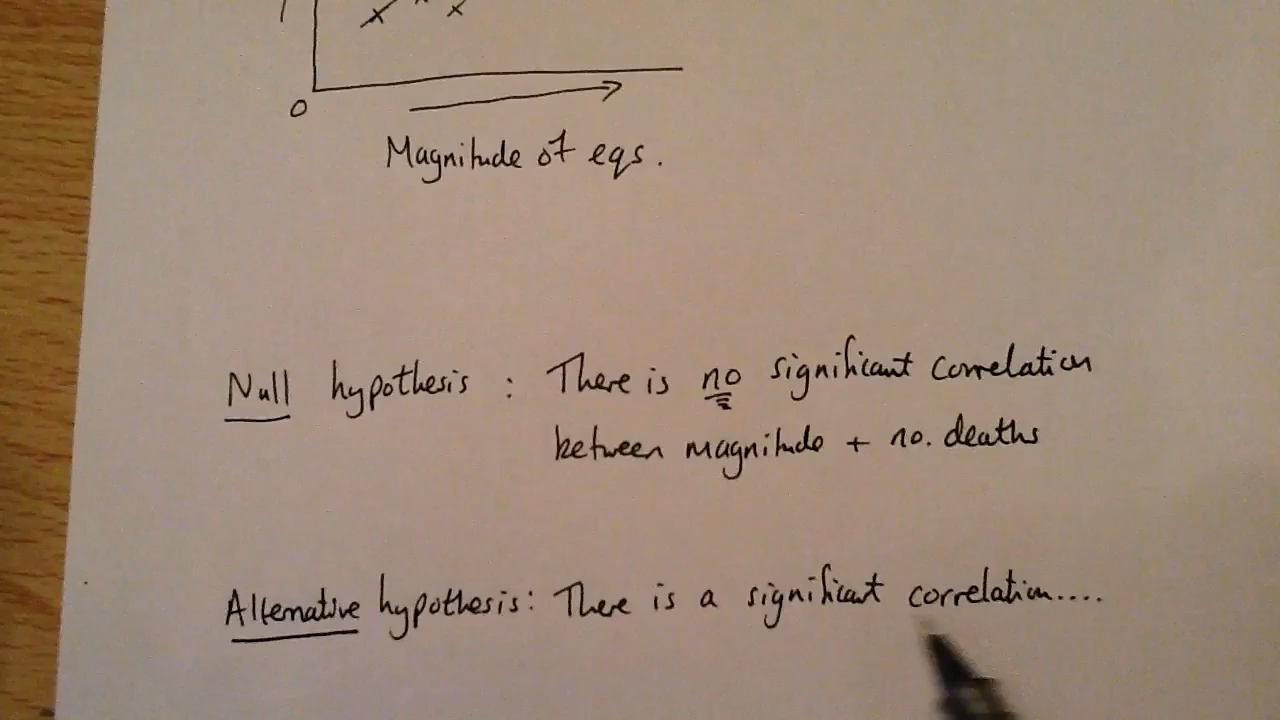 0
Magnitude of eqs.
Null hypothesis : There is no significant correlation
between magnitude + no. deaths
Alternative hypothesis: There is a significant correlation....